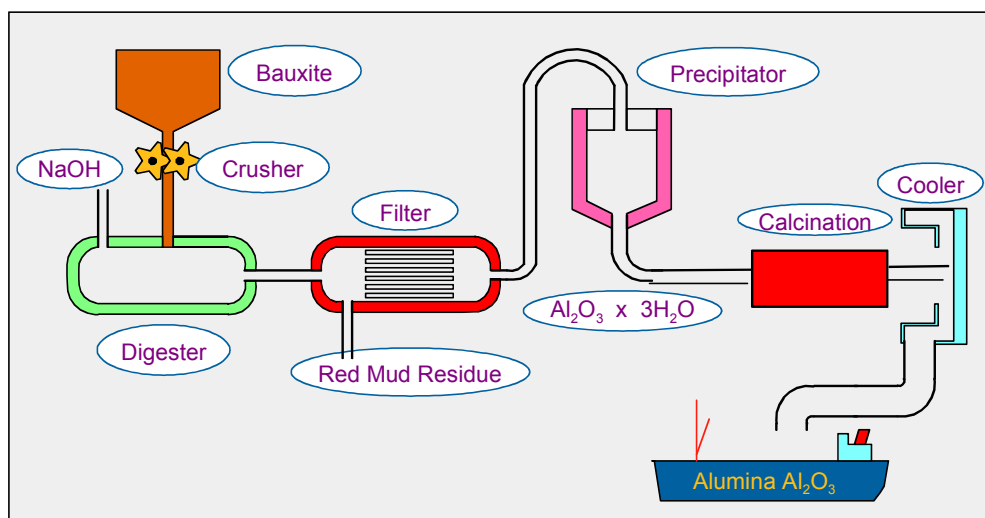 Bauxite
Precipitator
NaOH
Crusher
Cooler
Filter
Calcination
Al₂O₃ x 3H₂O
Digester
Red Mud Residue
Alumina Al₂O₃